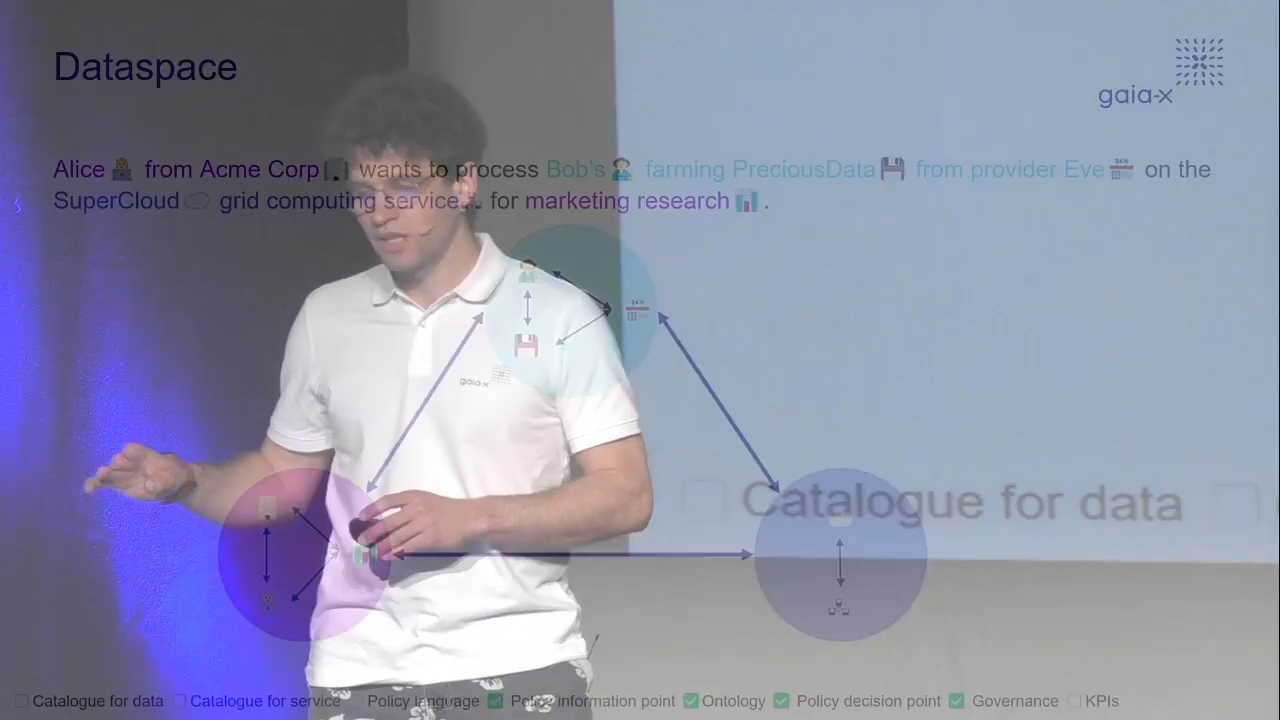 Dataspace
gaia-x
Alice from Acme Corp wants to process Bob's farming PreciousData from provider Eve on the
SuperCloud grid computing service for marketing research .
gaia-x
Catalogue for data
Catalogue for data Catalogue for service Policy language Policy information point Ontology Policy decision point Governance KPIs